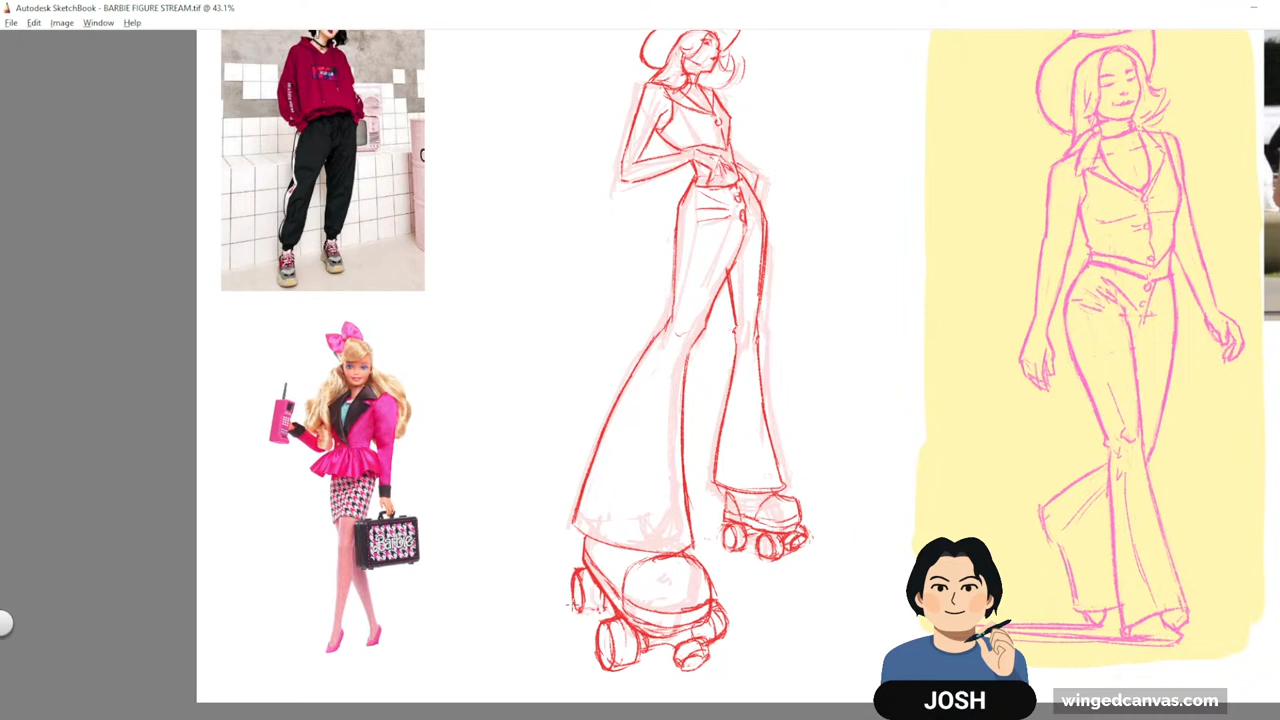 Autodesk SketchBook - BARBIE FIGURE STREAM.tif @ 43.1%
File Edit Image Window Help
Barbie
JOSH
wingedcanvas.com